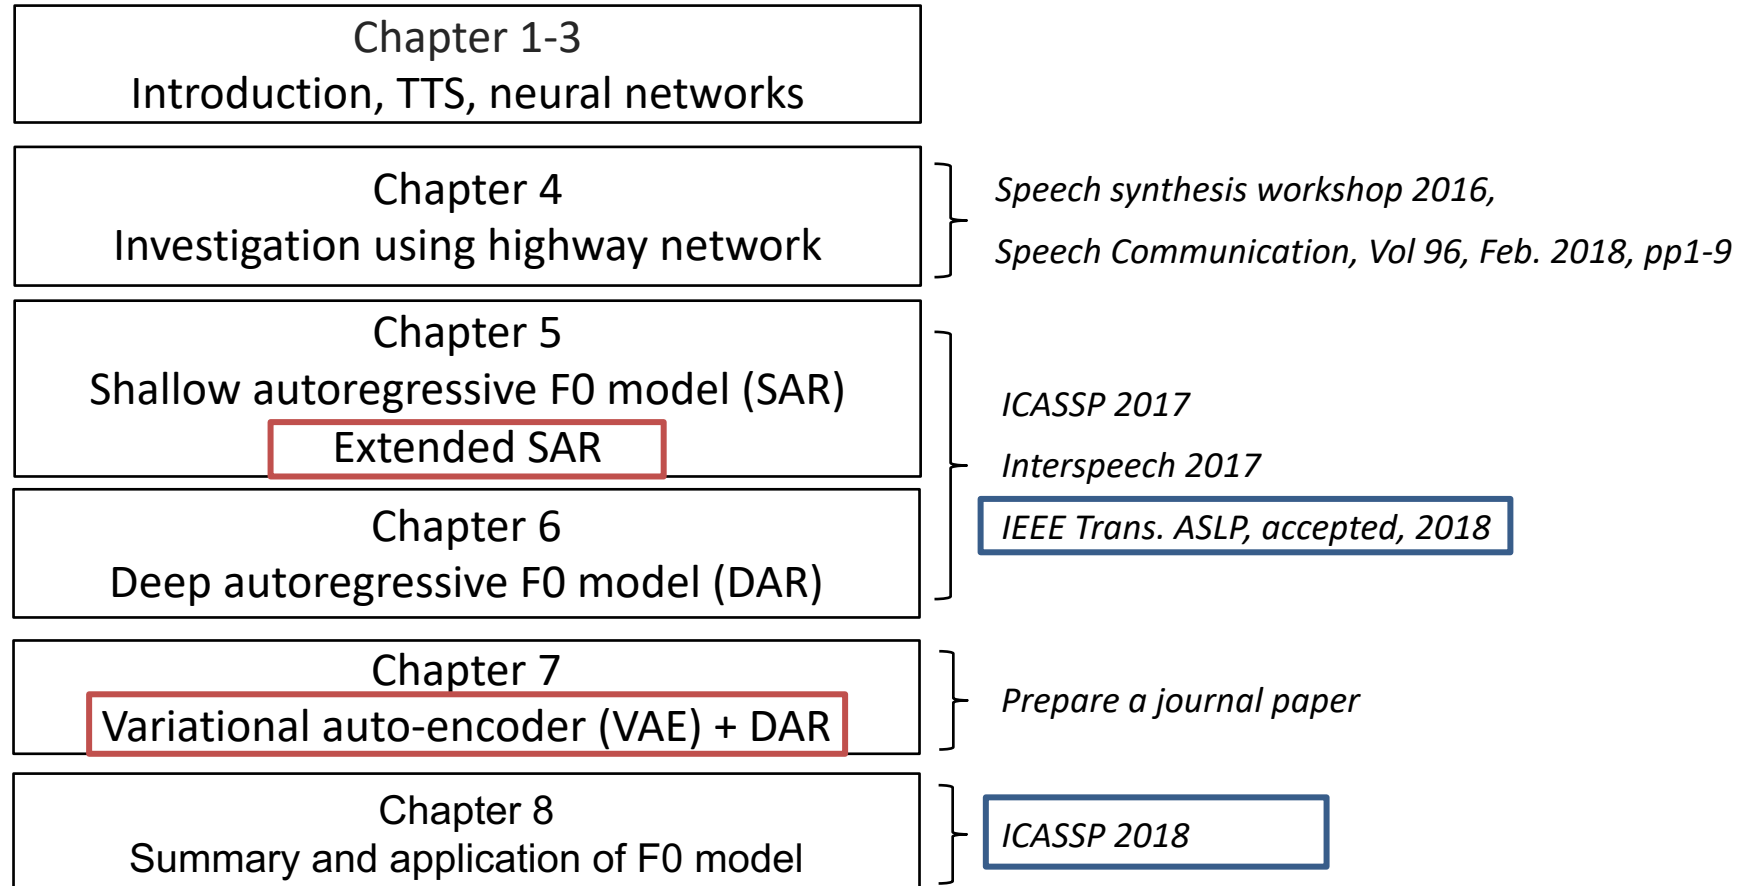 Chapter 1-3
Introduction, TTS, neural networks
Chapter 4
Investigation using highway network
Speech synthesis workshop 2016,
Speech Communication, Vol 96, Feb. 2018, pp1-9
Chapter 5
Shallow autoregressive F0 model (SAR)
Extended SAR
Chapter 6
Deep autoregressive F0 model (DAR)
ICASSP 2017
Interspeech 2017
IEEE Trans. ASLP, accepted, 2018
Chapter 7
Variational auto-encoder (VAE) + DAR
Prepare a journal paper
Chapter 8
Summary and application of F0 model
ICASSP 2018